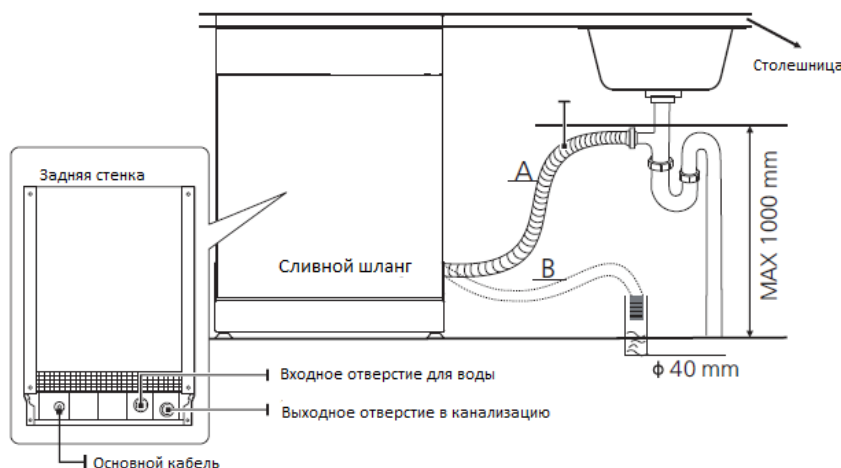 Столешница
Задняя стенка
A
Сливной шланг
B
MAX 1000 mm
ϕ 40 mm
Входное отверстие для воды
Выходное отверстие в канализацию
Основной кабель